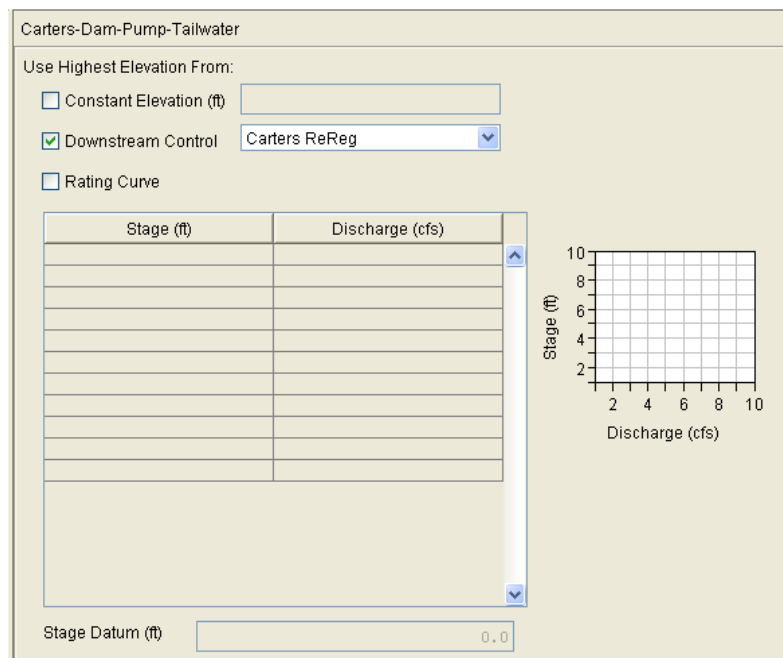 Carters-Dam-Pump-Tailwater
Use Highest Elevation From:
Constant Elevation (ft)
Downstream Control Carters ReReg
Rating Curve
Stage (ft) Discharge (cfs)
10
8
6
4
2
Stage (ft)
2 4 6 8 10
Discharge (cfs)
Stage Datum (ft) 0.0